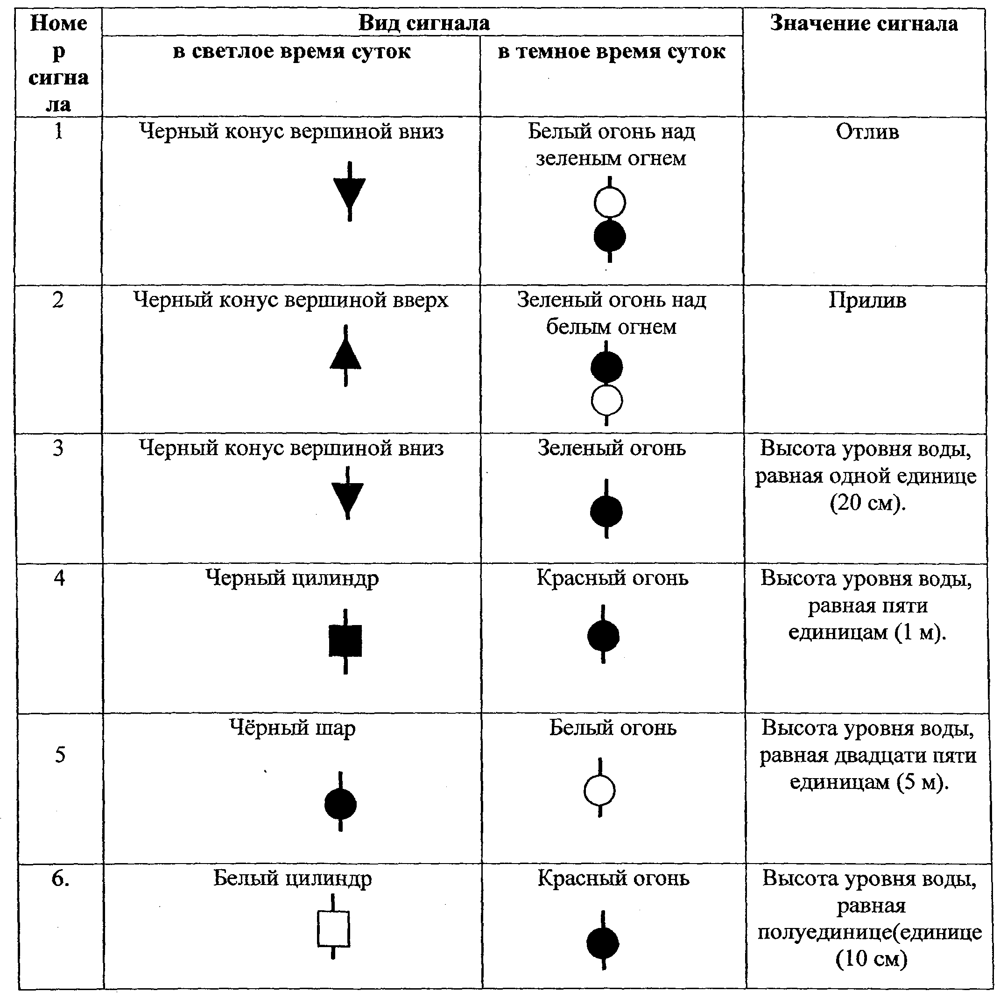 Номе
р
сигна
ла
Вид сигнала
Значение сигнала
в светлое время суток
в темное время суток
1
Черный конус вершиной вниз
Белый огонь над
зеленым огнем
Отлив
2
Черный конус вершиной вверх
Зеленый огонь над
белым огнем
Прилив
3
Черный конус вершиной вниз
Зеленый огонь
Высота уровня воды,
равная одной единице
(20 см).
4
Черный цилиндр
Красный огонь
Высота уровня воды,
равная пяти
единицам (1 м).
5
Чёрный шар
Белый огонь
Высота уровня воды,
равная двадцати пяти
единицам (5 м).
6.
Белый цилиндр
Красный огонь
Высота уровня воды,
равная
полуединице(единице
(10 см)